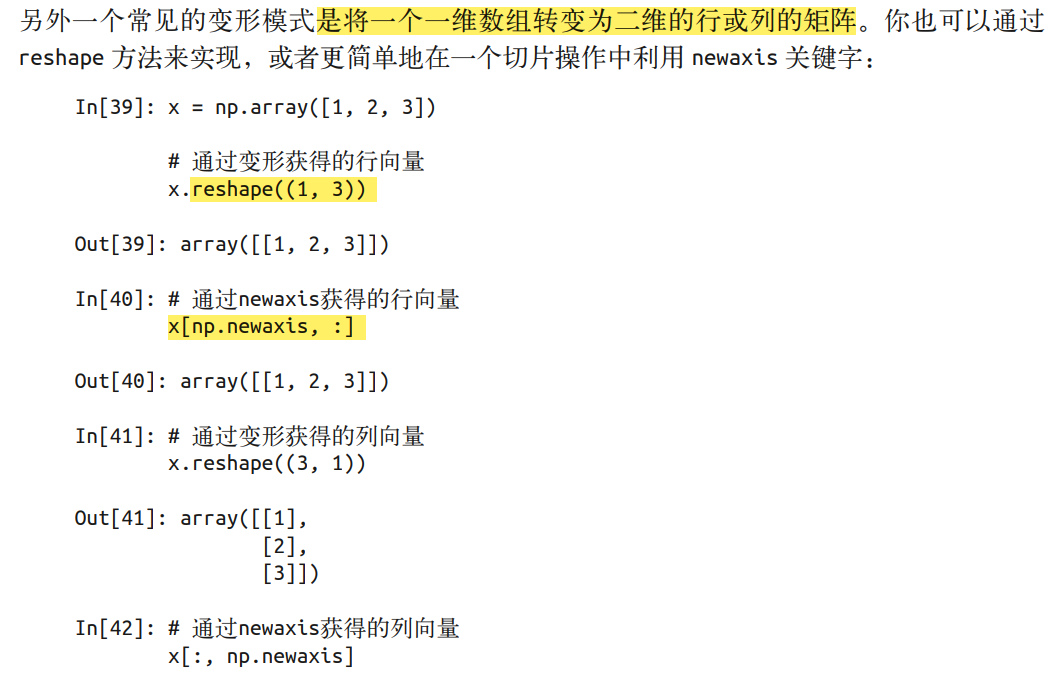 另外一个常见的变形模式是将一个一维数组转变为二维的行或列的矩阵。你也可以通过
reshape 方法来实现，或者更简单地在一个切片操作中利用 newaxis 关键字：
In[39]: x = np.array([1, 2, 3])
# 通过变形获得的行向量
x.reshape((1, 3))
Out[39]: array([[1, 2, 3]])
In[40]: # 通过newaxis获得的行向量
x[np.newaxis, :]
Out[40]: array([[1, 2, 3]])
In[41]: # 通过变形获得的列向量
x.reshape((3, 1))
Out[41]: array([[1],
[2],
[3]])
In[42]: # 通过newaxis获得的列向量
x[:, np.newaxis]